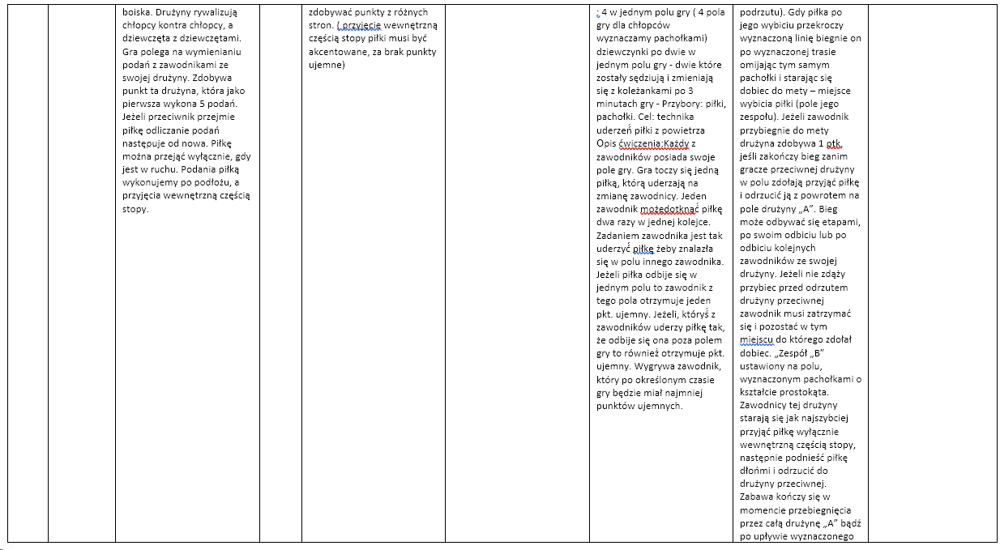 boiska. Drużyny rywalizują
chłopcy kontra chłopcy, a
dziewczęta z dziewczętami.
Gra polega na wymienianiu
podań z zawodnikami ze
swojej drużyny. Zdobywa
punkt ta drużyna, która jako
pierwsza wykona 5 podań.
Jeżeli przeciwnik przejmie
piłkę odliczanie podań
następuje od nowa. Piłkę
można przejąć wyłącznie, gdy
jest w ruchu. Podania piłką
wykonujemy po podłożu, a
przyjęcia wewnętrzną częścią
stopy.
zdobywać punkty z różnych
stron. ( przyjęcie wewnętrzną
częścią stopy piłki musi być
akcentowane, za brak punkty
ujemne)
; 4 w jednym polu gry ( 4 pola
gry dla chłopców
wyznaczamy pachołkami)
dziewczynki po dwie w
jednym polu gry - dwie które
zostały sędziują i zmieniają
się z koleżankami po 3
minutach gry - Przybory: piłki,
pachołki. Cel: technika
uderzeń piłki z powietrza
Opis ćwiczenia:Każdy z
zawodników posiada swoje
pole gry. Gra toczy się jedną
piłką, którą uderzają na
zmianę zawodnicy. Jeden
zawodnik możedotknąć piłkę
dwa razy w jednej kolejce.
Zadaniem zawodnika jest tak
uderzyć piłkę żeby znalazła
się w polu innego zawodnika.
Jeżeli piłka odbije się w
jednym polu to zawodnik z
tego pola otrzymuje jeden
pkt. ujemny. Jeżeli, któryś z
zawodników uderzy piłkę tak,
że odbije się ona poza polem
gry to również otrzymuje pkt.
ujemny. Wygrywa zawodnik,
który po określonym czasie
gry będzie miał najmniej
punktów ujemnych.
podrzutu). Gdy piłka po
jego wybiciu przekroczy
wyznaczoną linię biegnie on
po wyznaczonej trasie
omijając tym samym
pachołki i starając się
dobiec do mety – miejsce
wybicia piłki (pole jego
zespołu). Jeżeli zawodnik
przybiegnie do mety
drużyna zdobywa 1 ptk,
jeśli zakończy bieg zanim
gracze przeciwnej drużyny
w polu zdołają przyjąć piłkę
i odrzucić ją z powrotem na
pole drużyny „A”. Bieg
może odbywać się etapami,
po swoim odbiciu lub po
odbiciu kolejnych
zawodników ze swojej
drużyny. Jeżeli nie zdąży
przybiec przed odrzutem
drużyny przeciwnej
zawodnik musi zatrzymać
się i pozostać w tym
miejscu do którego zdołał
dobiec. „Zespół „B”
ustawiony na polu,
wyznaczonym pachołkami o
kształcie prostokąta.
Zawodnicy tej drużyny
starają się jak najszybciej
przyjąć piłkę wyłącznie
wewnętrzną częścią stopy,
następnie podnieść piłkę
dłońmi i odrzucić do
drużyny przeciwnej.
Zabawa kończy się w
momencie przebiegnięcia
przez całą drużynę „A” bądź
po upływie wyznaczonego